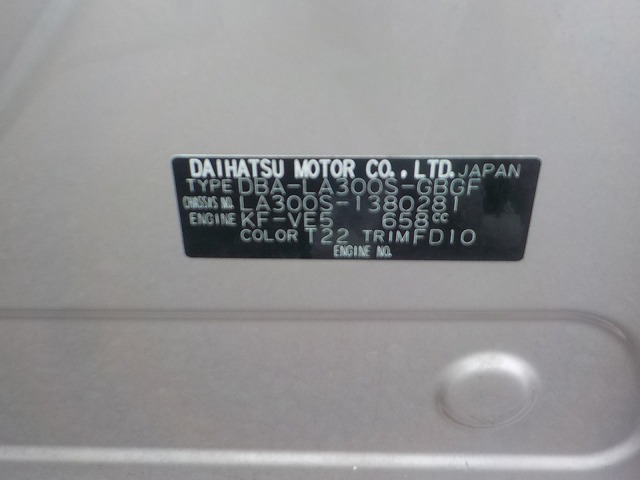 DAIHATSU MOTOR CO., LTD. JAPAN
TYPE DBA-LA300S-GBGF
CHASSIS NO. LA300S-1380281
ENGINE KF-VE5 658cc
COLOR T22 TRIM FD10
ENGINE NO.